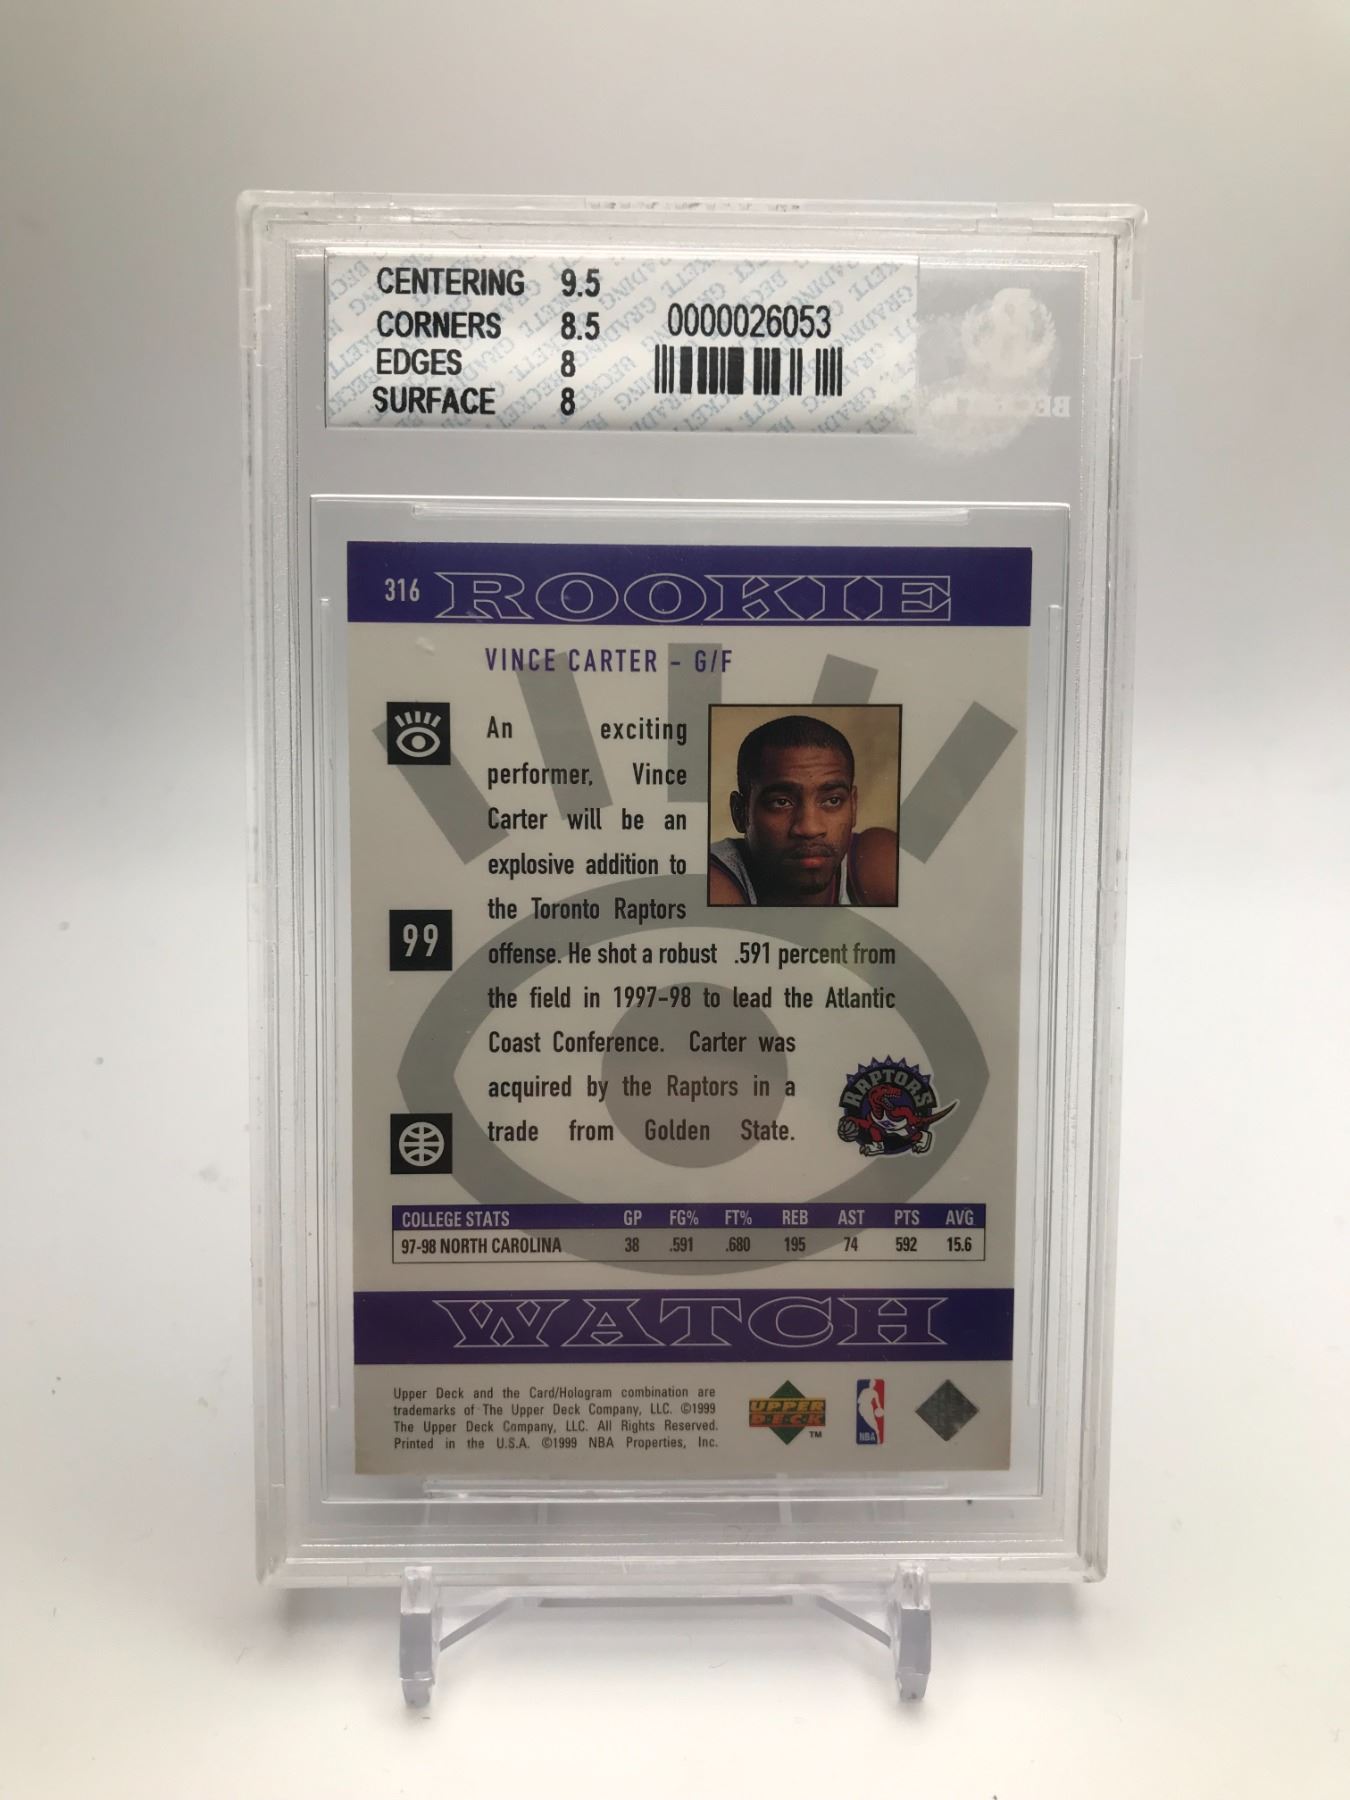 CENTERING 9.5
CORNERS 8.5
EDGES 8
SURFACE 8
0000026053
316 ROOKIE
VINCE CARTER - G/F
An exciting
performer, Vince
Carter will be an
explosive addition to
the Toronto Raptors
offense. He shot a robust .591 percent from
the field in 1997-98 to lead the Atlantic
Coast Conference. Carter was
acquired by the Raptors in a
trade from Golden State.
99
RAPTORS
COLLEGE STATS GP FG% FT% REB AST PTS AVG
97-98 NORTH CAROLINA 38 .591 .680 195 74 592 15.6
WATCH
Upper Deck and the Card/Hologram combination are
trademarks of The Upper Deck Company, LLC. ©1999
The Upper Deck Company, LLC. All Rights Reserved.
Printed in the U.S.A. ©1999 NBA Properties, Inc.
UPPER
DECK
TM
NBA